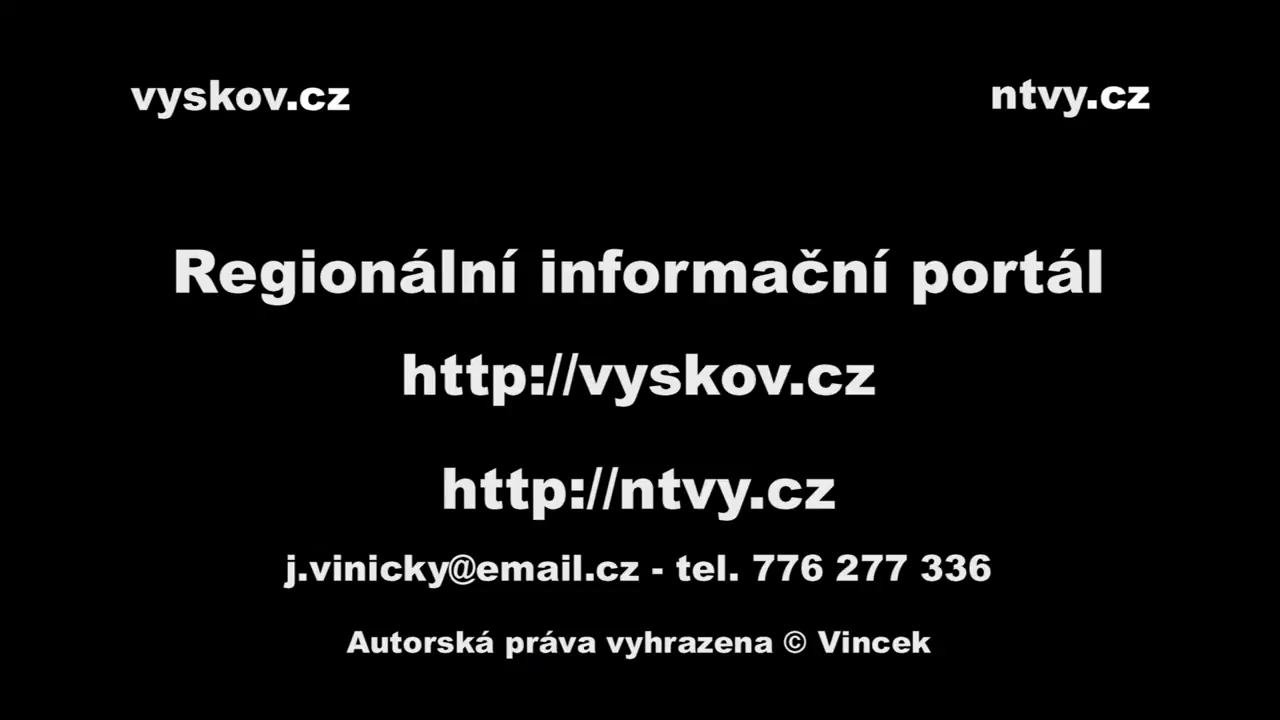 vyskov.cz
ntvy.cz
Regionální informační portál
http://vyskov.cz
http://ntvy.cz
j.vinicky@email.cz - tel. 776 277 336
Autorská práva vyhrazena © Vincek